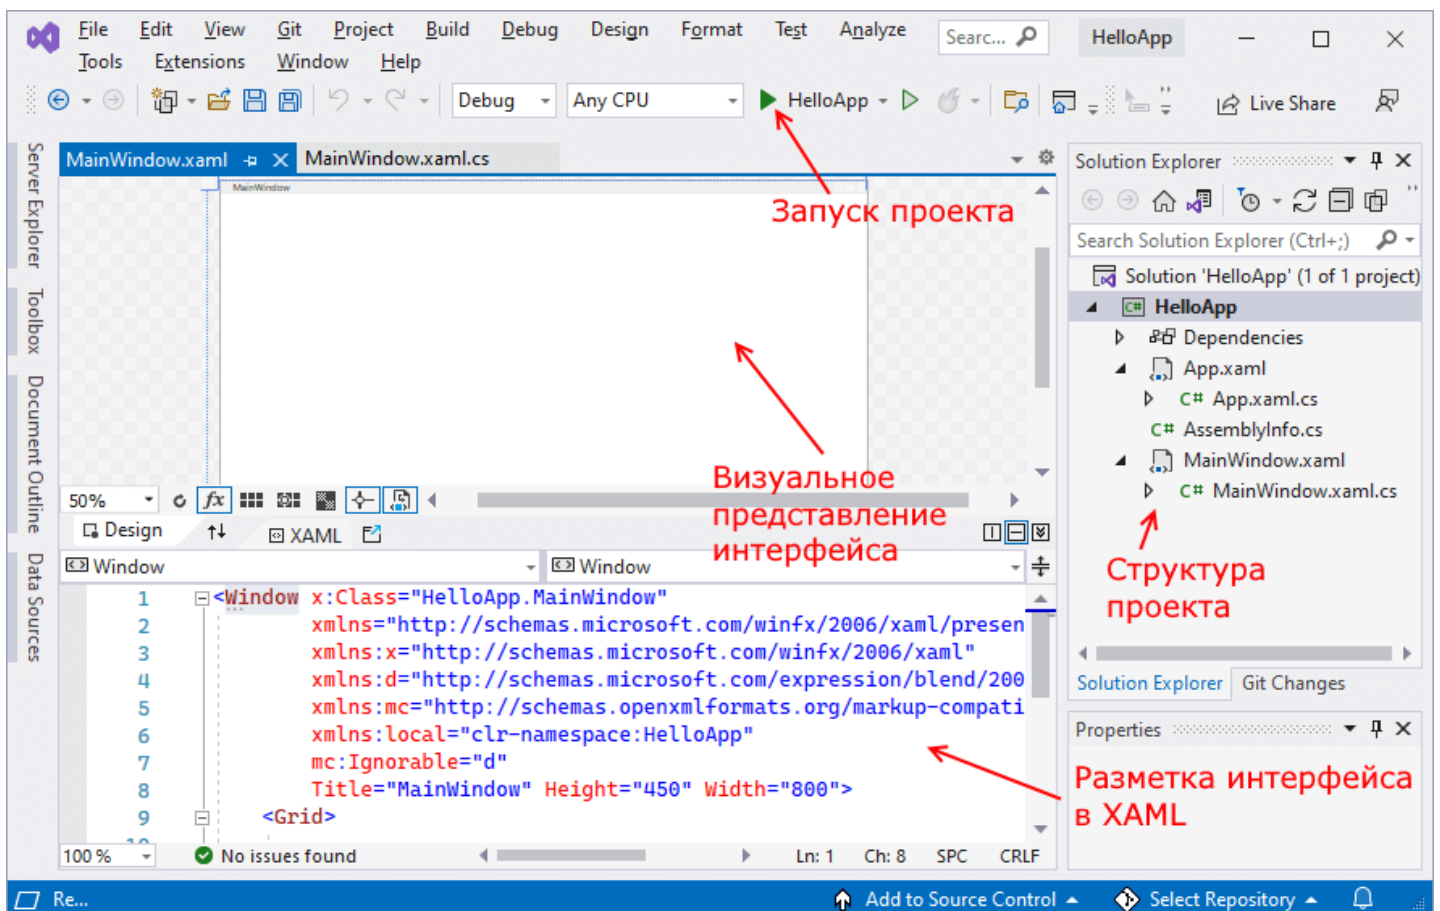 File Edit View Git Project Build Debug Design Format Test Analyze Searc... HelloApp
Tools Extensions Window Help
Debug Any CPU HelloApp Live Share
Server Explorer
Toolbox
Document Outline
Data Sources
MainWindow.xaml MainWindow.xaml.cs
MainWindow
Запуск проекта
Визуальное
представление
интерфейса
50%
Design XAML
Window Window
1 <Window x:Class="HelloApp.MainWindow"
2 xmlns="http://schemas.microsoft.com/winfx/2006/xaml/presen
3 xmlns:x="http://schemas.microsoft.com/winfx/2006/xaml"
4 xmlns:d="http://schemas.microsoft.com/expression/blend/200
5 xmlns:mc="http://schemas.openxmlformats.org/markup-compati
6 xmlns:local="clr-namespace:HelloApp"
7 mc:Ignorable="d"
8 Title="MainWindow" Height="450" Width="800">
9 <Grid>
100 % No issues found Ln: 1 Ch: 8 SPC CRLF
Solution Explorer
Search Solution Explorer (Ctrl+;)
Solution 'HelloApp' (1 of 1 project)
C# HelloApp
Dependencies
App.xaml
C# App.xaml.cs
C# AssemblyInfo.cs
MainWindow.xaml
C# MainWindow.xaml.cs
Структура
проекта
Solution Explorer Git Changes
Properties
Разметка интерфейса
в XAML
Re... Add to Source Control Select Repository